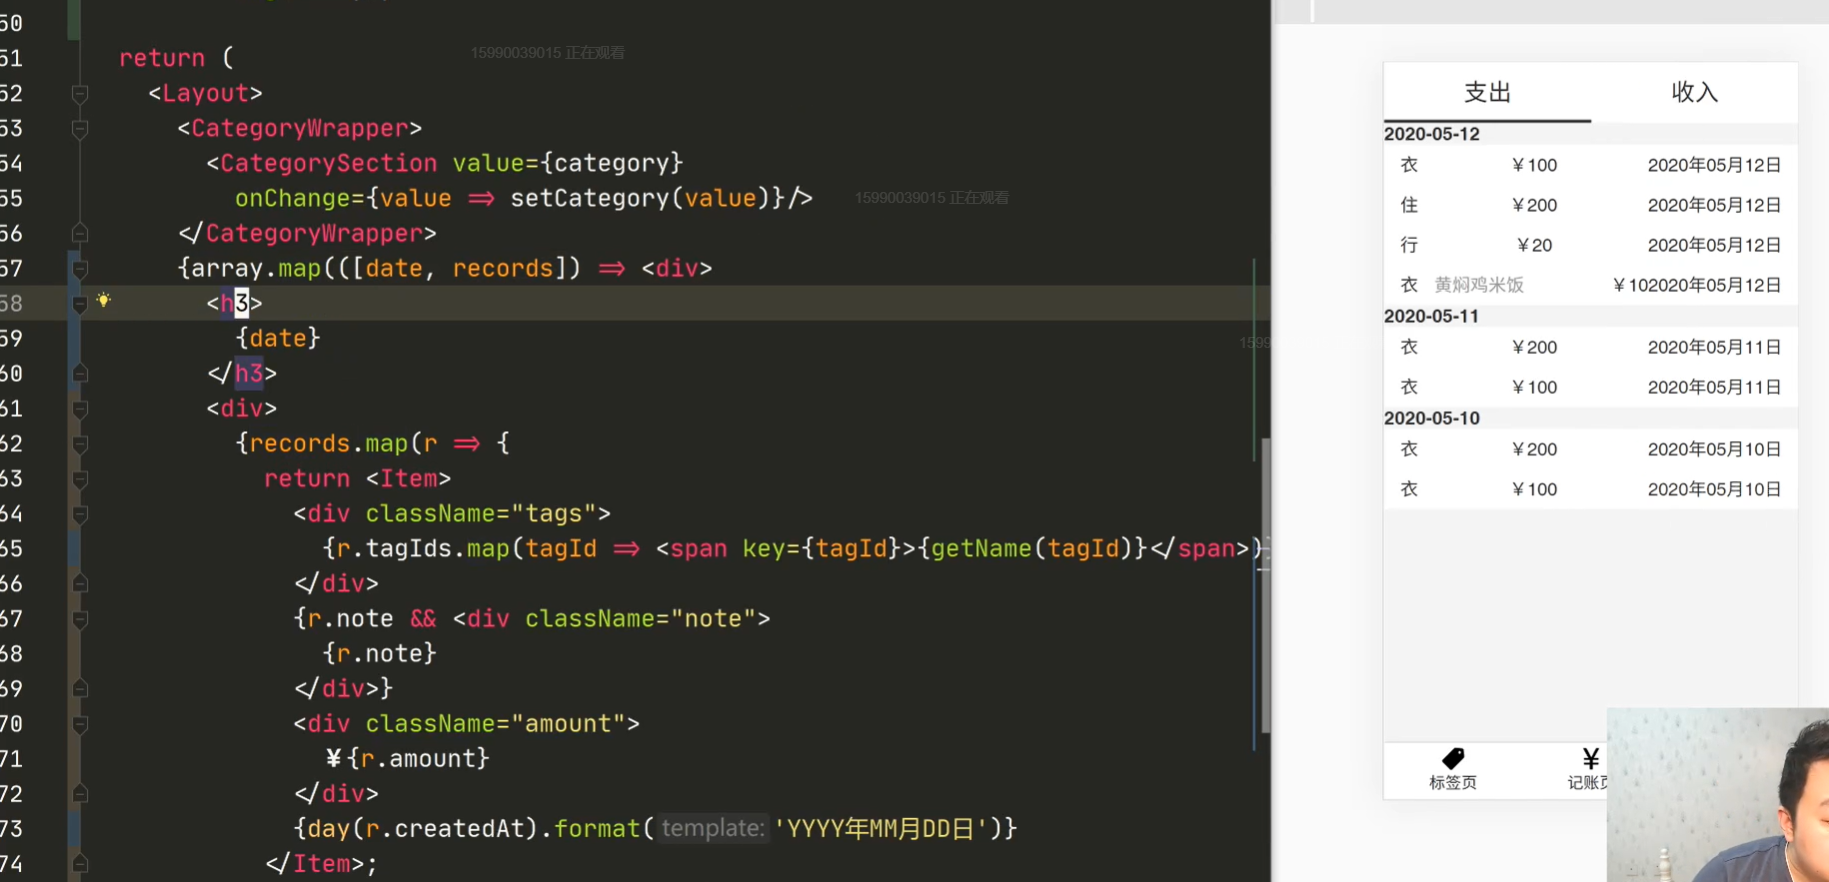 50
51 return (
15990039015 正在观看
52 <Layout>
53 <CategoryWrapper>
54 <CategorySection value={category}
55 onChange={value => setCategory(value)}/>
15990039015 正在观看
56 </CategoryWrapper>
57 {array.map(([date, records]) => <div>
58 <h3>
59 {date}
1599
60 </h3>
61 <div>
62 {records.map(r => {
63 return <Item>
64 <div className="tags">
65 {r.tagIds.map(tagId => <span key={tagId}>{getName(tagId)}</span>)}
66 </div>
67 {r.note && <div className="note">
68 {r.note}
69 </div>}
70 <div className="amount">
71 ¥{r.amount}
72 </div>
73 {day(r.createdAt).format( template: 'YYYY年MM月DD日')}
74 </Item>;
支出 收入
2020-05-12
衣 ¥100 2020年05月12日
住 ¥200 2020年05月12日
行 ¥20 2020年05月12日
衣 黄焖鸡米饭 ¥102020年05月12日
2020-05-11
衣 ¥200 2020年05月11日
衣 ¥100 2020年05月11日
2020-05-10
衣 ¥200 2020年05月10日
衣 ¥100 2020年05月10日
¥
标签页 记账页